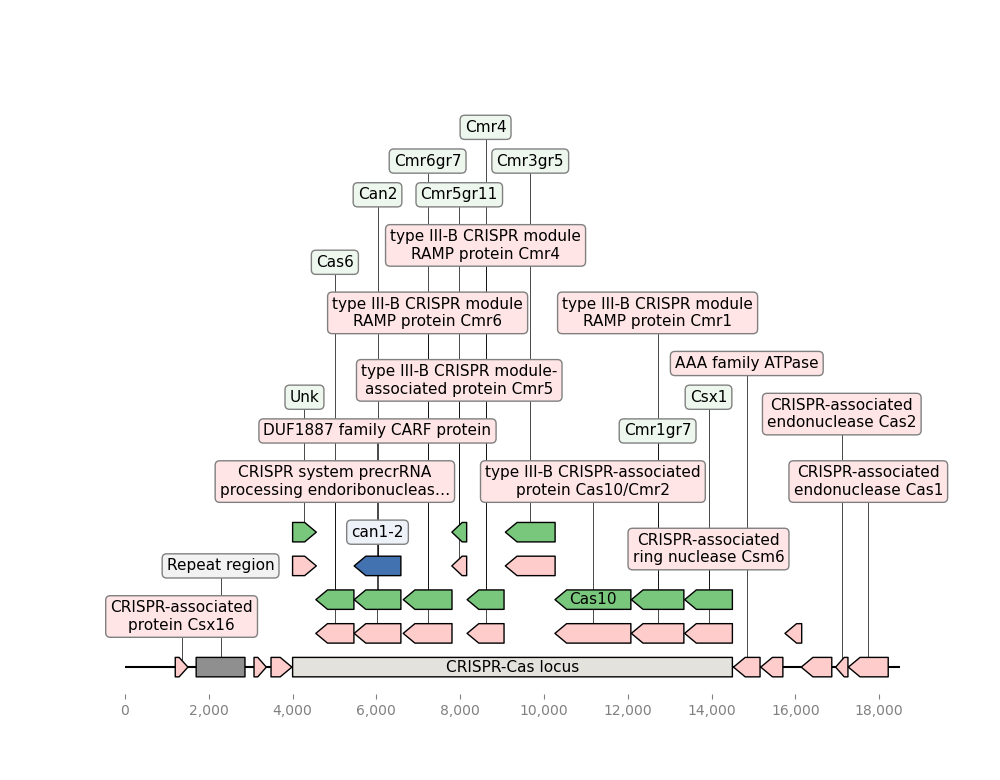 Cmr4
Cmr6gr7
Cmr3gr5
Can2
Cmr5gr11
type III-B CRISPR module
RAMP protein Cmr4
Cas6
type III-B CRISPR module
RAMP protein Cmr6
type III-B CRISPR module
RAMP protein Cmr1
AAA family ATPase
type III-B CRISPR module-
associated protein Cmr5
Unk
Csx1
CRISPR-associated
endonuclease Cas2
DUF1887 family CARF protein
Cmr1gr7
CRISPR system precrRNA
processing endoribonucleas...
type III-B CRISPR-associated
protein Cas10/Cmr2
CRISPR-associated
endonuclease Cas1
can1-2
CRISPR-associated
ring nuclease Csm6
Repeat region
Cas10
CRISPR-associated
protein Csx16
CRISPR-Cas locus
0
2,000
4,000
6,000
8,000
10,000
12,000
14,000
16,000
18,000